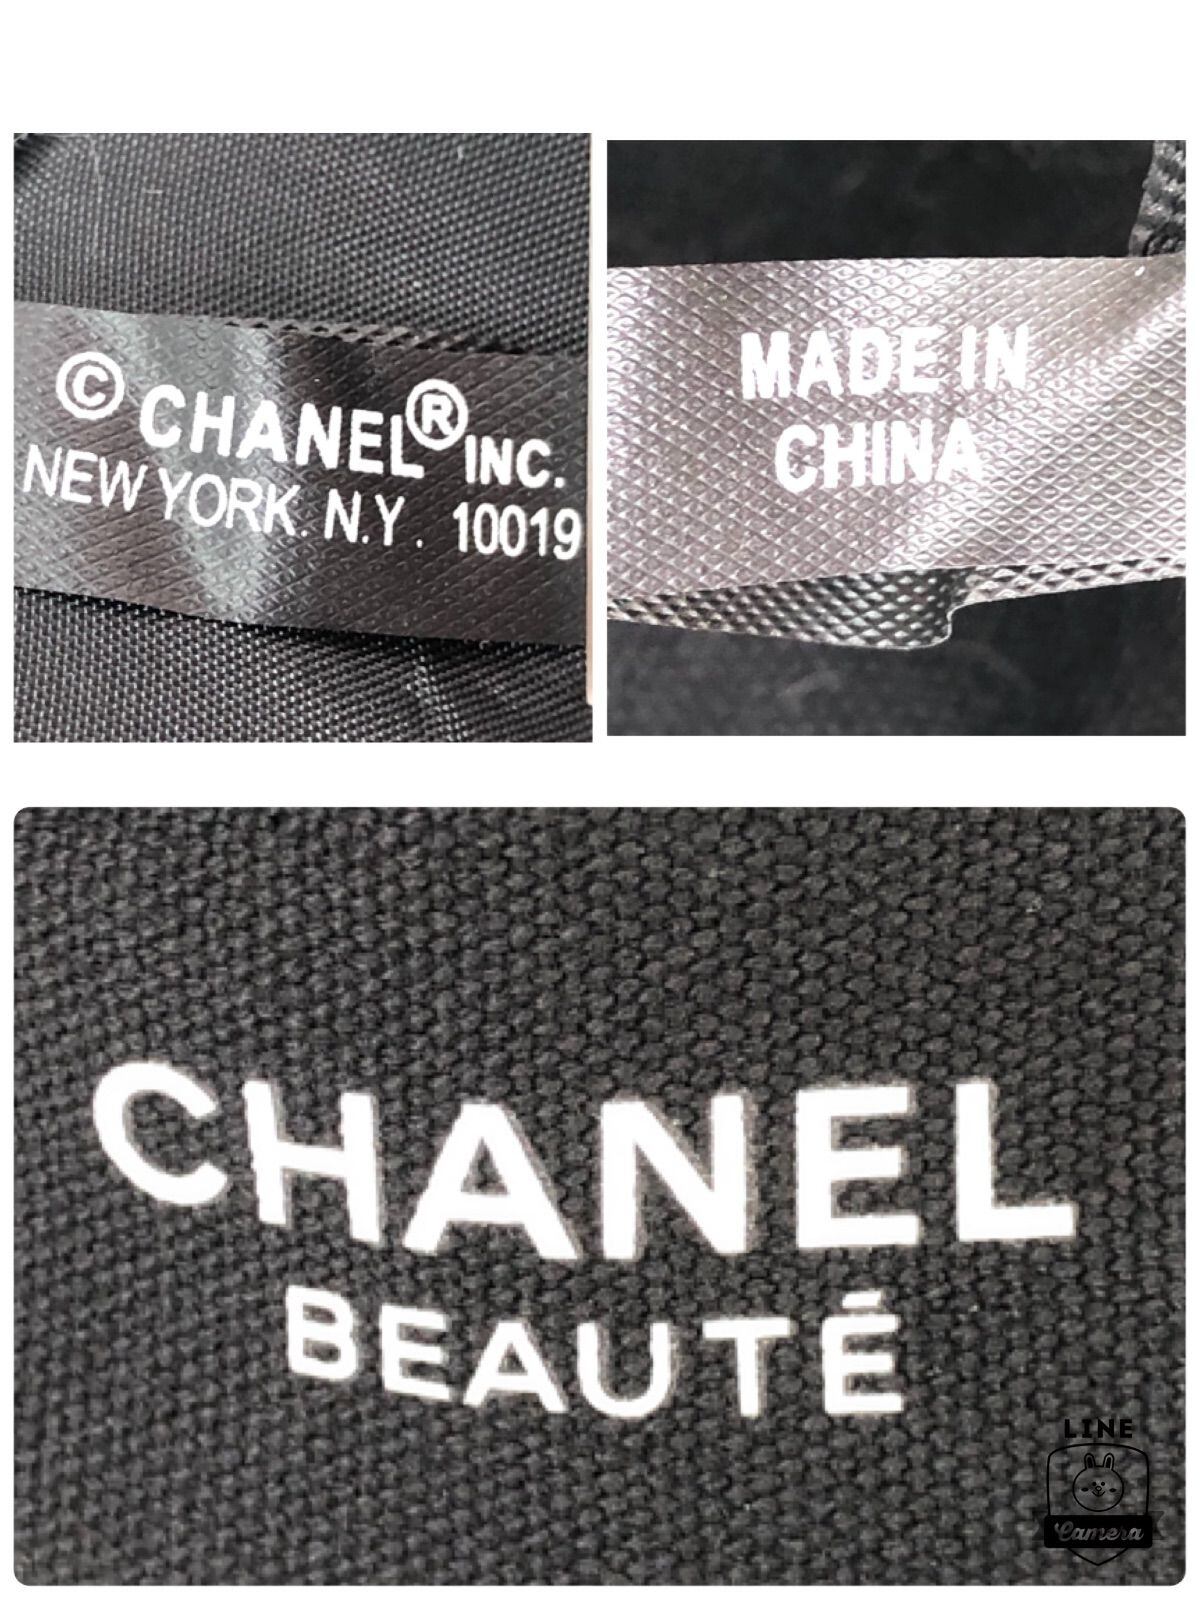 © CHANEL® INC.
NEW YORK. N.Y. 10019
MADE IN
CHINA
CHANEL
BEAUTÉ
LINE
Camera